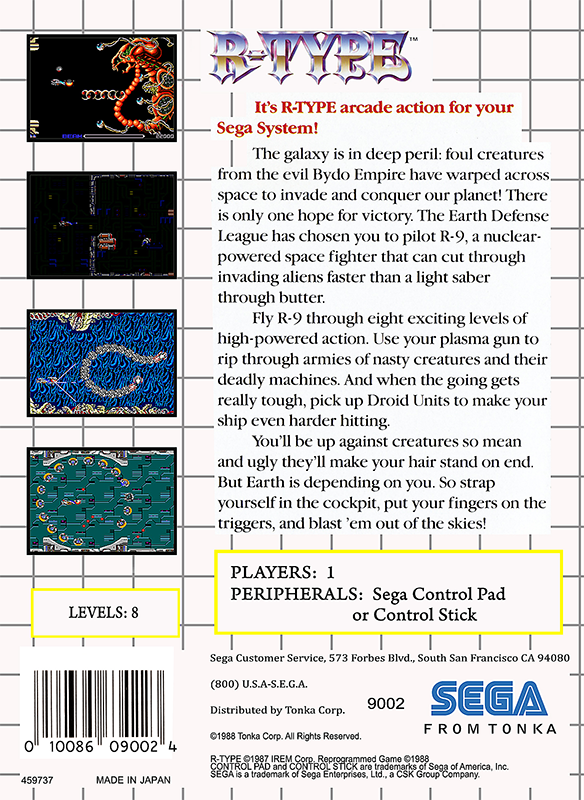 R-TYPE™
It's R-TYPE arcade action for your
Sega System!
The galaxy is in deep peril: foul creatures
from the evil Bydo Empire have warped across
space to invade and conquer our planet! There
is only one hope for victory. The Earth Defense
League has chosen you to pilot R-9, a nuclear-
powered space fighter that can cut through
invading aliens faster than a light saber
through butter.
Fly R-9 through eight exciting levels of
high-powered action. Use your plasma gun to
rip through armies of nasty creatures and their
deadly machines. And when the going gets
really tough, pick up Droid Units to make your
ship even harder hitting.
You'll be up against creatures so mean
and ugly they'll make your hair stand on end.
But Earth is depending on you. So strap
yourself in the cockpit, put your fingers on the
triggers, and blast 'em out of the skies!
BEAM
PLAYERS: 1
PERIPHERALS: Sega Control Pad
or Control Stick
LEVELS: 8
Sega Customer Service, 573 Forbes Blvd., South San Francisco CA 94080
(800) U.S.A-S.E.G.A.
Distributed by Tonka Corp.
9002
SEGA
FROM TONKA
©1988 Tonka Corp. All Rights Reserved.
R-TYPE ©1987 IREM Corp. Reprogrammed Game ©1988
CONTROL PAD and CONTROL STICK are trademarks of Sega of America, Inc.
SEGA is a trademark of Sega Enterprises, Ltd., a CSK Group Company.
0 10086 09002 4
459737 MADE IN JAPAN